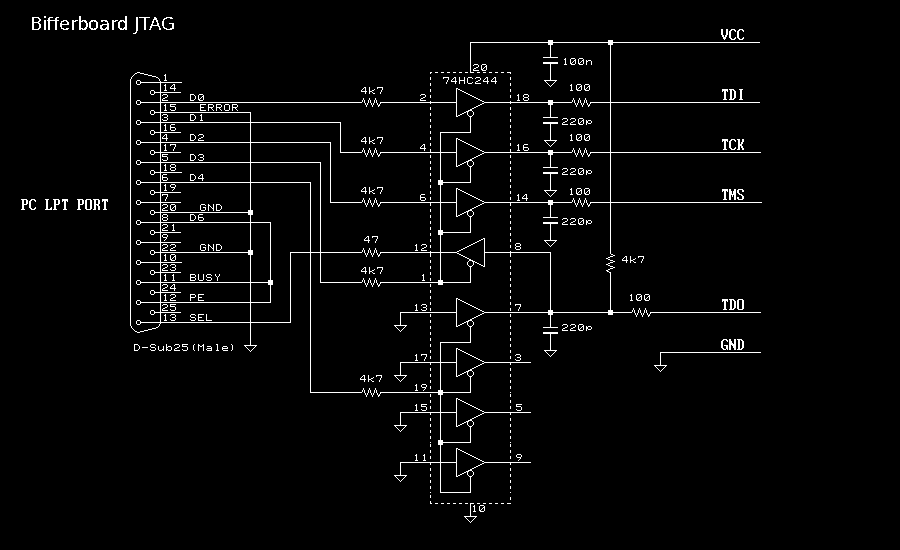 Bifferboard JTAG
VCC
20
100n
1
14
74HC244
2 D0 4k7 2 18 100 TDI
15 ERROR
3 D1 220p
16 100
4 D2 4k7 4 16 TCK
17
5 D3 220p
18 4k7 100
6 D4 6 14 TMS
19
7
PC LPT PORT
20 GND
8 D6 220p
21
9 47
22 GND 12 8
10 4k7
23 4k7
11 BUSY 1
24
12 PE 100
25 13 7 TDO
13 SEL
220p
D-Sub25(Male) GND
17 3
4k7
19
15 5
11 9
10